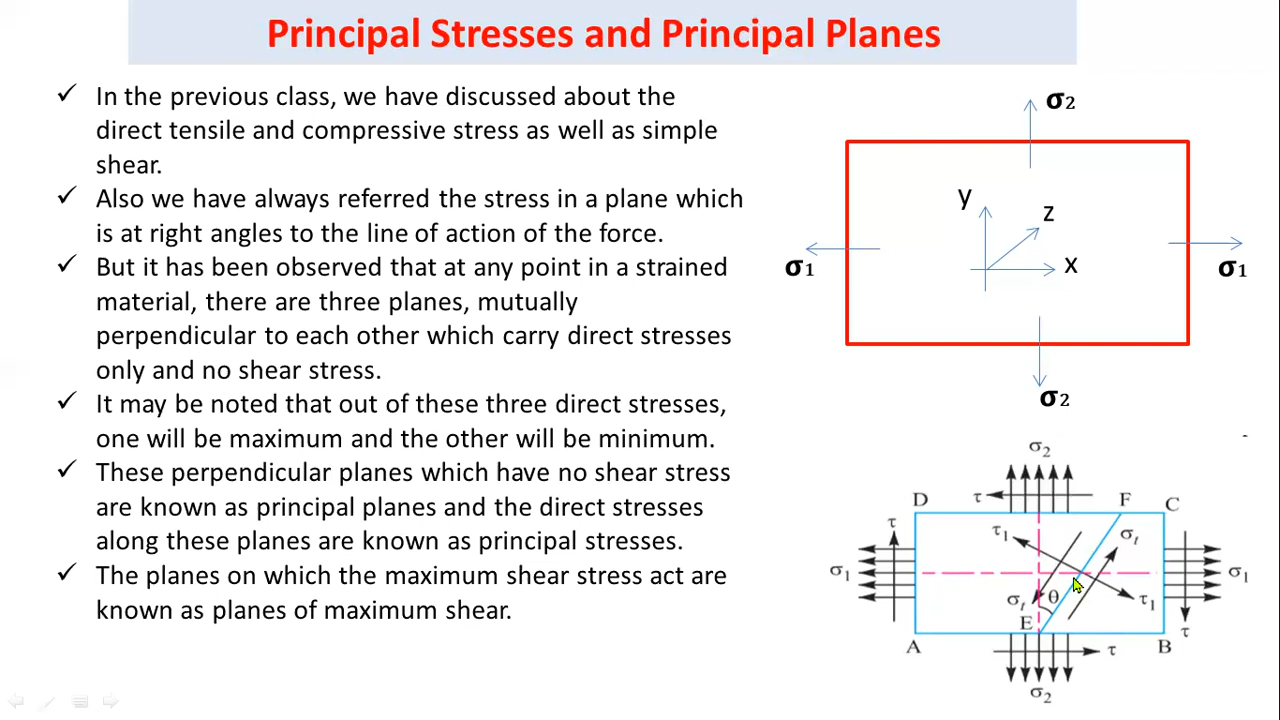 Principal Stresses and Principal Planes
✓ In the previous class, we have discussed about the
direct tensile and compressive stress as well as simple
shear.
✓ Also we have always referred the stress in a plane which
is at right angles to the line of action of the force.
✓ But it has been observed that at any point in a strained
material, there are three planes, mutually
perpendicular to each other which carry direct stresses
only and no shear stress.
✓ It may be noted that out of these three direct stresses,
one will be maximum and the other will be minimum.
✓ These perpendicular planes which have no shear stress
are known as principal planes and the direct stresses
along these planes are known as principal stresses.
✓ The planes on which the maximum shear stress act are
known as planes of maximum shear.
σ2
y
z
x
σ1
σ1
σ2
σ2
τ
D
F
C
τ
τ1
σt
σ1
σ1
σt
θ
τ1
E
τ
A
τ
B
σ2